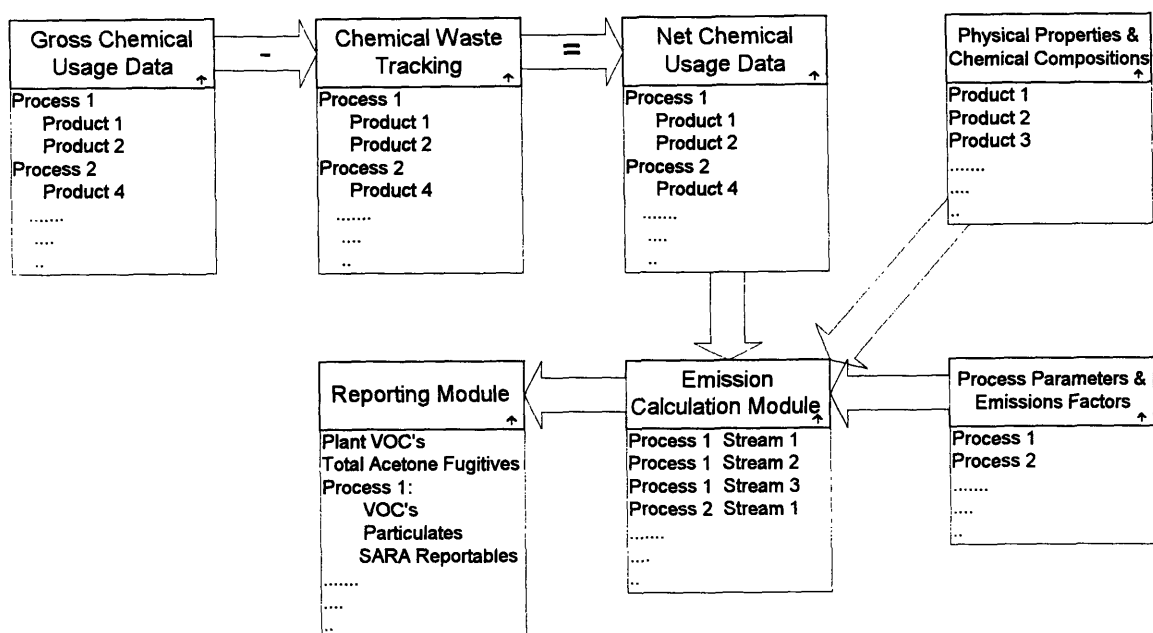 Gross Chemical
Usage Data
Process 1
Product 1
Product 2
Process 2
Product 4
.......
....
..
-
Chemical Waste
Tracking
Process 1
Product 1
Product 2
Process 2
Product 4
.......
....
..
=
Net Chemical
Usage Data
Process 1
Product 1
Product 2
Process 2
Product 4
.......
....
..
Physical Properties &
Chemical Compositions
Product 1
Product 2
Product 3
.......
....
..
Reporting Module
Plant VOC's
Total Acetone Fugitives
Process 1:
VOC's
Particulates
SARA Reportables
.......
....
..
Emission
Calculation Module
Process 1 Stream 1
Process 1 Stream 2
Process 1 Stream 3
Process 2 Stream 1
.......
....
..
Process Parameters &
Emissions Factors
Process 1
Process 2
.......
....
..